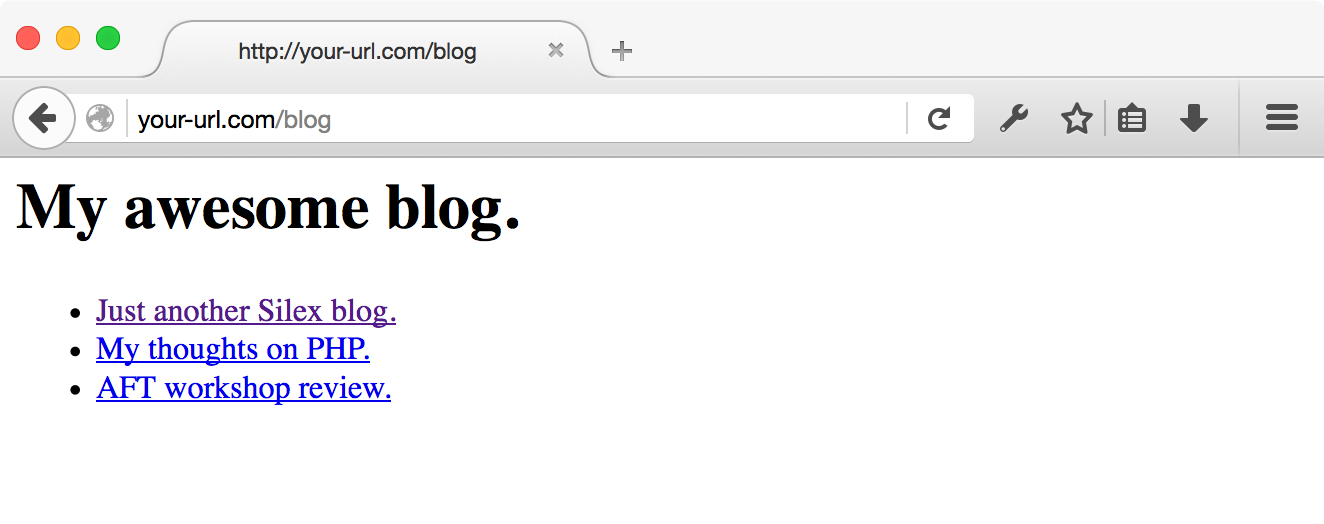 http://your-url.com/blog
your-url.com/blog
My awesome blog.
Just another Silex blog.
My thoughts on PHP.
AFT workshop review.